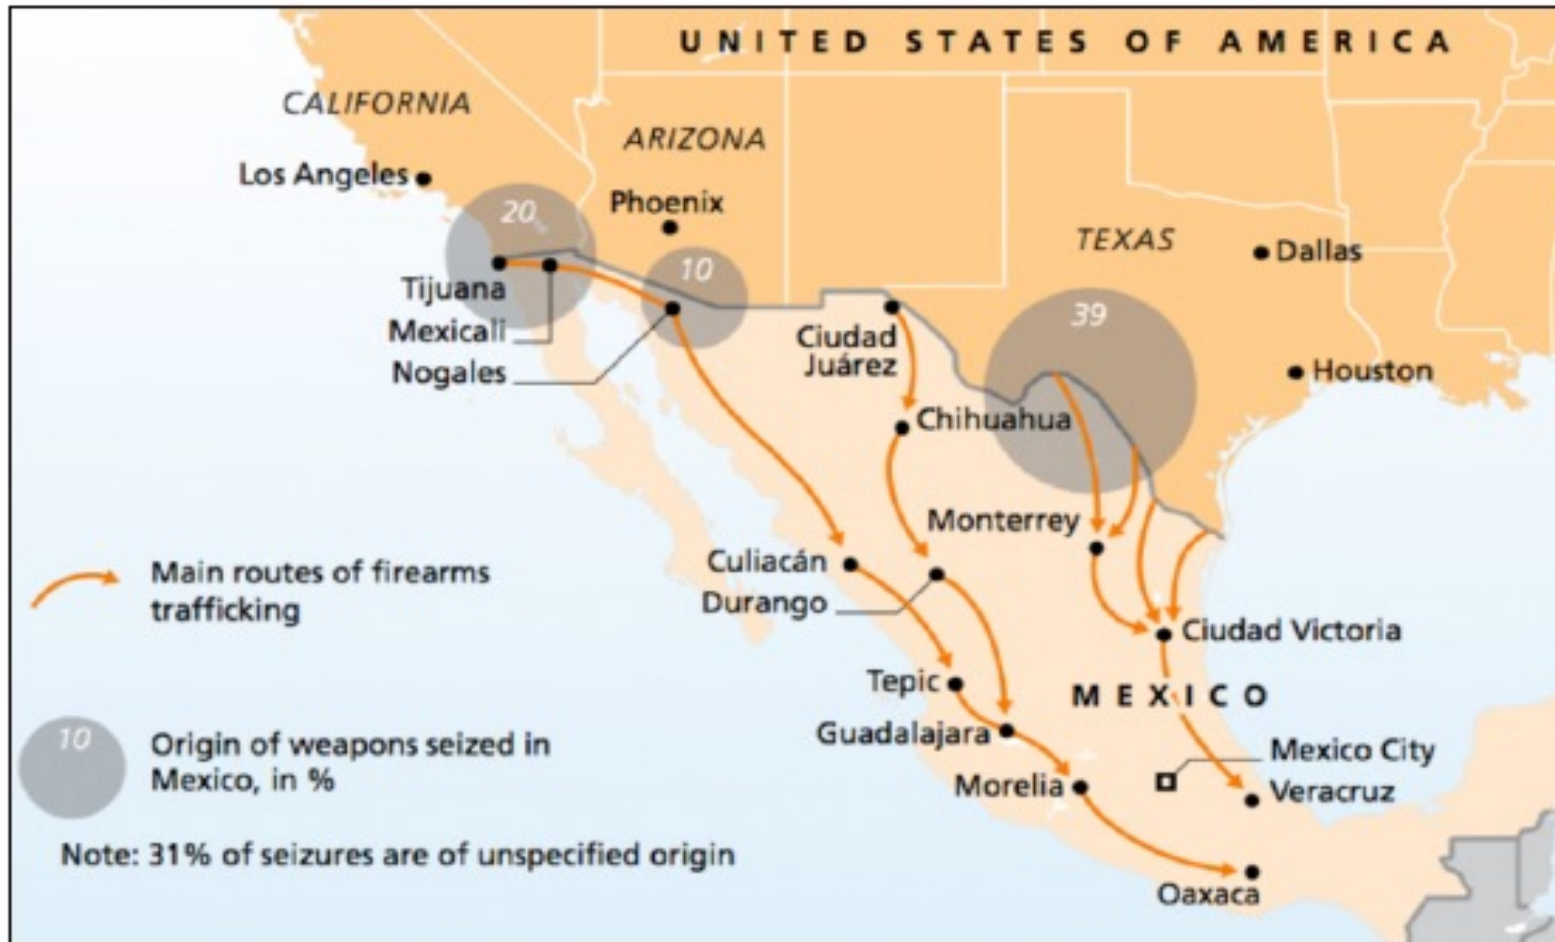 UNITED STATES OF AMERICA
CALIFORNIA
ARIZONA
Los Angeles
20
Phoenix
TEXAS
Dallas
10
Tijuana
Mexicali
Nogales
Ciudad
Juárez
39
Houston
Chihuahua
Monterrey
Culiacán
Durango
Main routes of firearms
trafficking
Ciudad Victoria
Tepic
MEXICO
Guadalajara
10
Origin of weapons seized in
Mexico, in %
Mexico City
Morelia
Veracruz
Note: 31% of seizures are of unspecified origin
Oaxaca